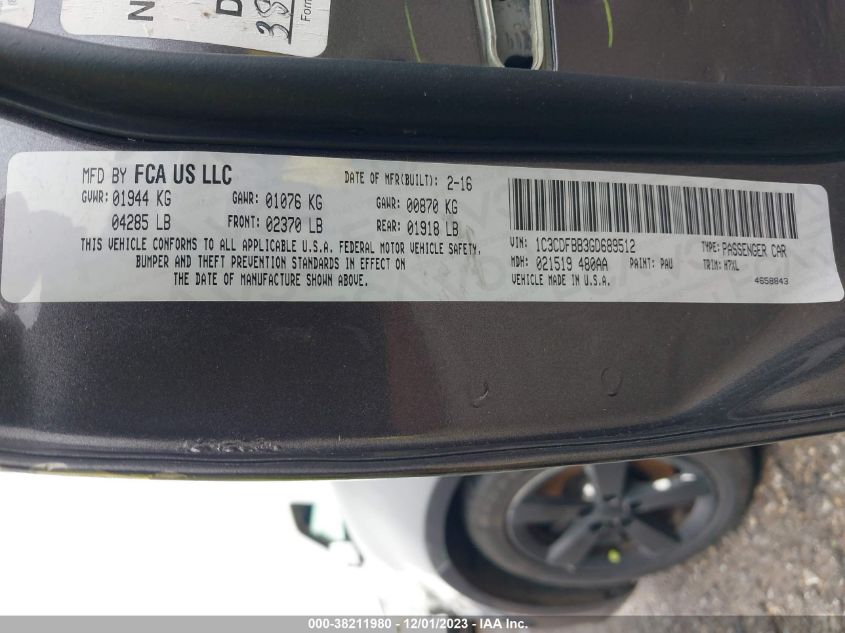 N
D
38
Form
MFD BY FCA US LLC DATE OF MFR(BUILT): 2-16
GVWR: 01944 KG GAWR: 01076 KG GAWR: 00870 KG
04285 LB FRONT: 02370 LB REAR: 01918 LB
THIS VEHICLE CONFORMS TO ALL APPLICABLE U.S.A. FEDERAL MOTOR VEHICLE SAFETY,
BUMPER AND THEFT PREVENTION STANDARDS IN EFFECT ON
THE DATE OF MANUFACTURE SHOWN ABOVE.
VIN: 1C3CDFBB3GD689512 TYPE: PASSENGER CAR
MDH: 021519 480AA PAINT: PAU TRIM: H7XL
VEHICLE MADE IN U.S.A. 4658843
000-38211980 - 12/01/2023 - IAA Inc.